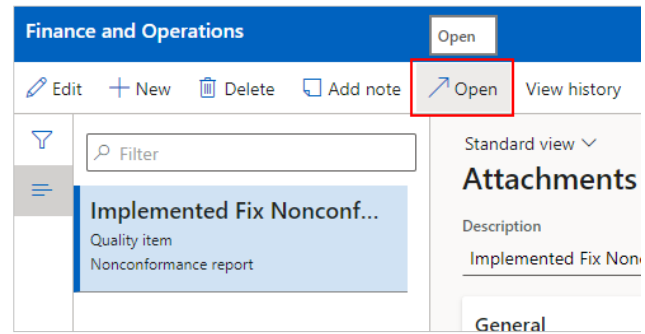 Finance and Operations
Open
Edit
New
Delete
Add note
Open
View history
Filter
Implemented Fix Nonconf...
Quality item
Nonconformance report
Standard view
Attachments
Description
Implemented Fix Non
General